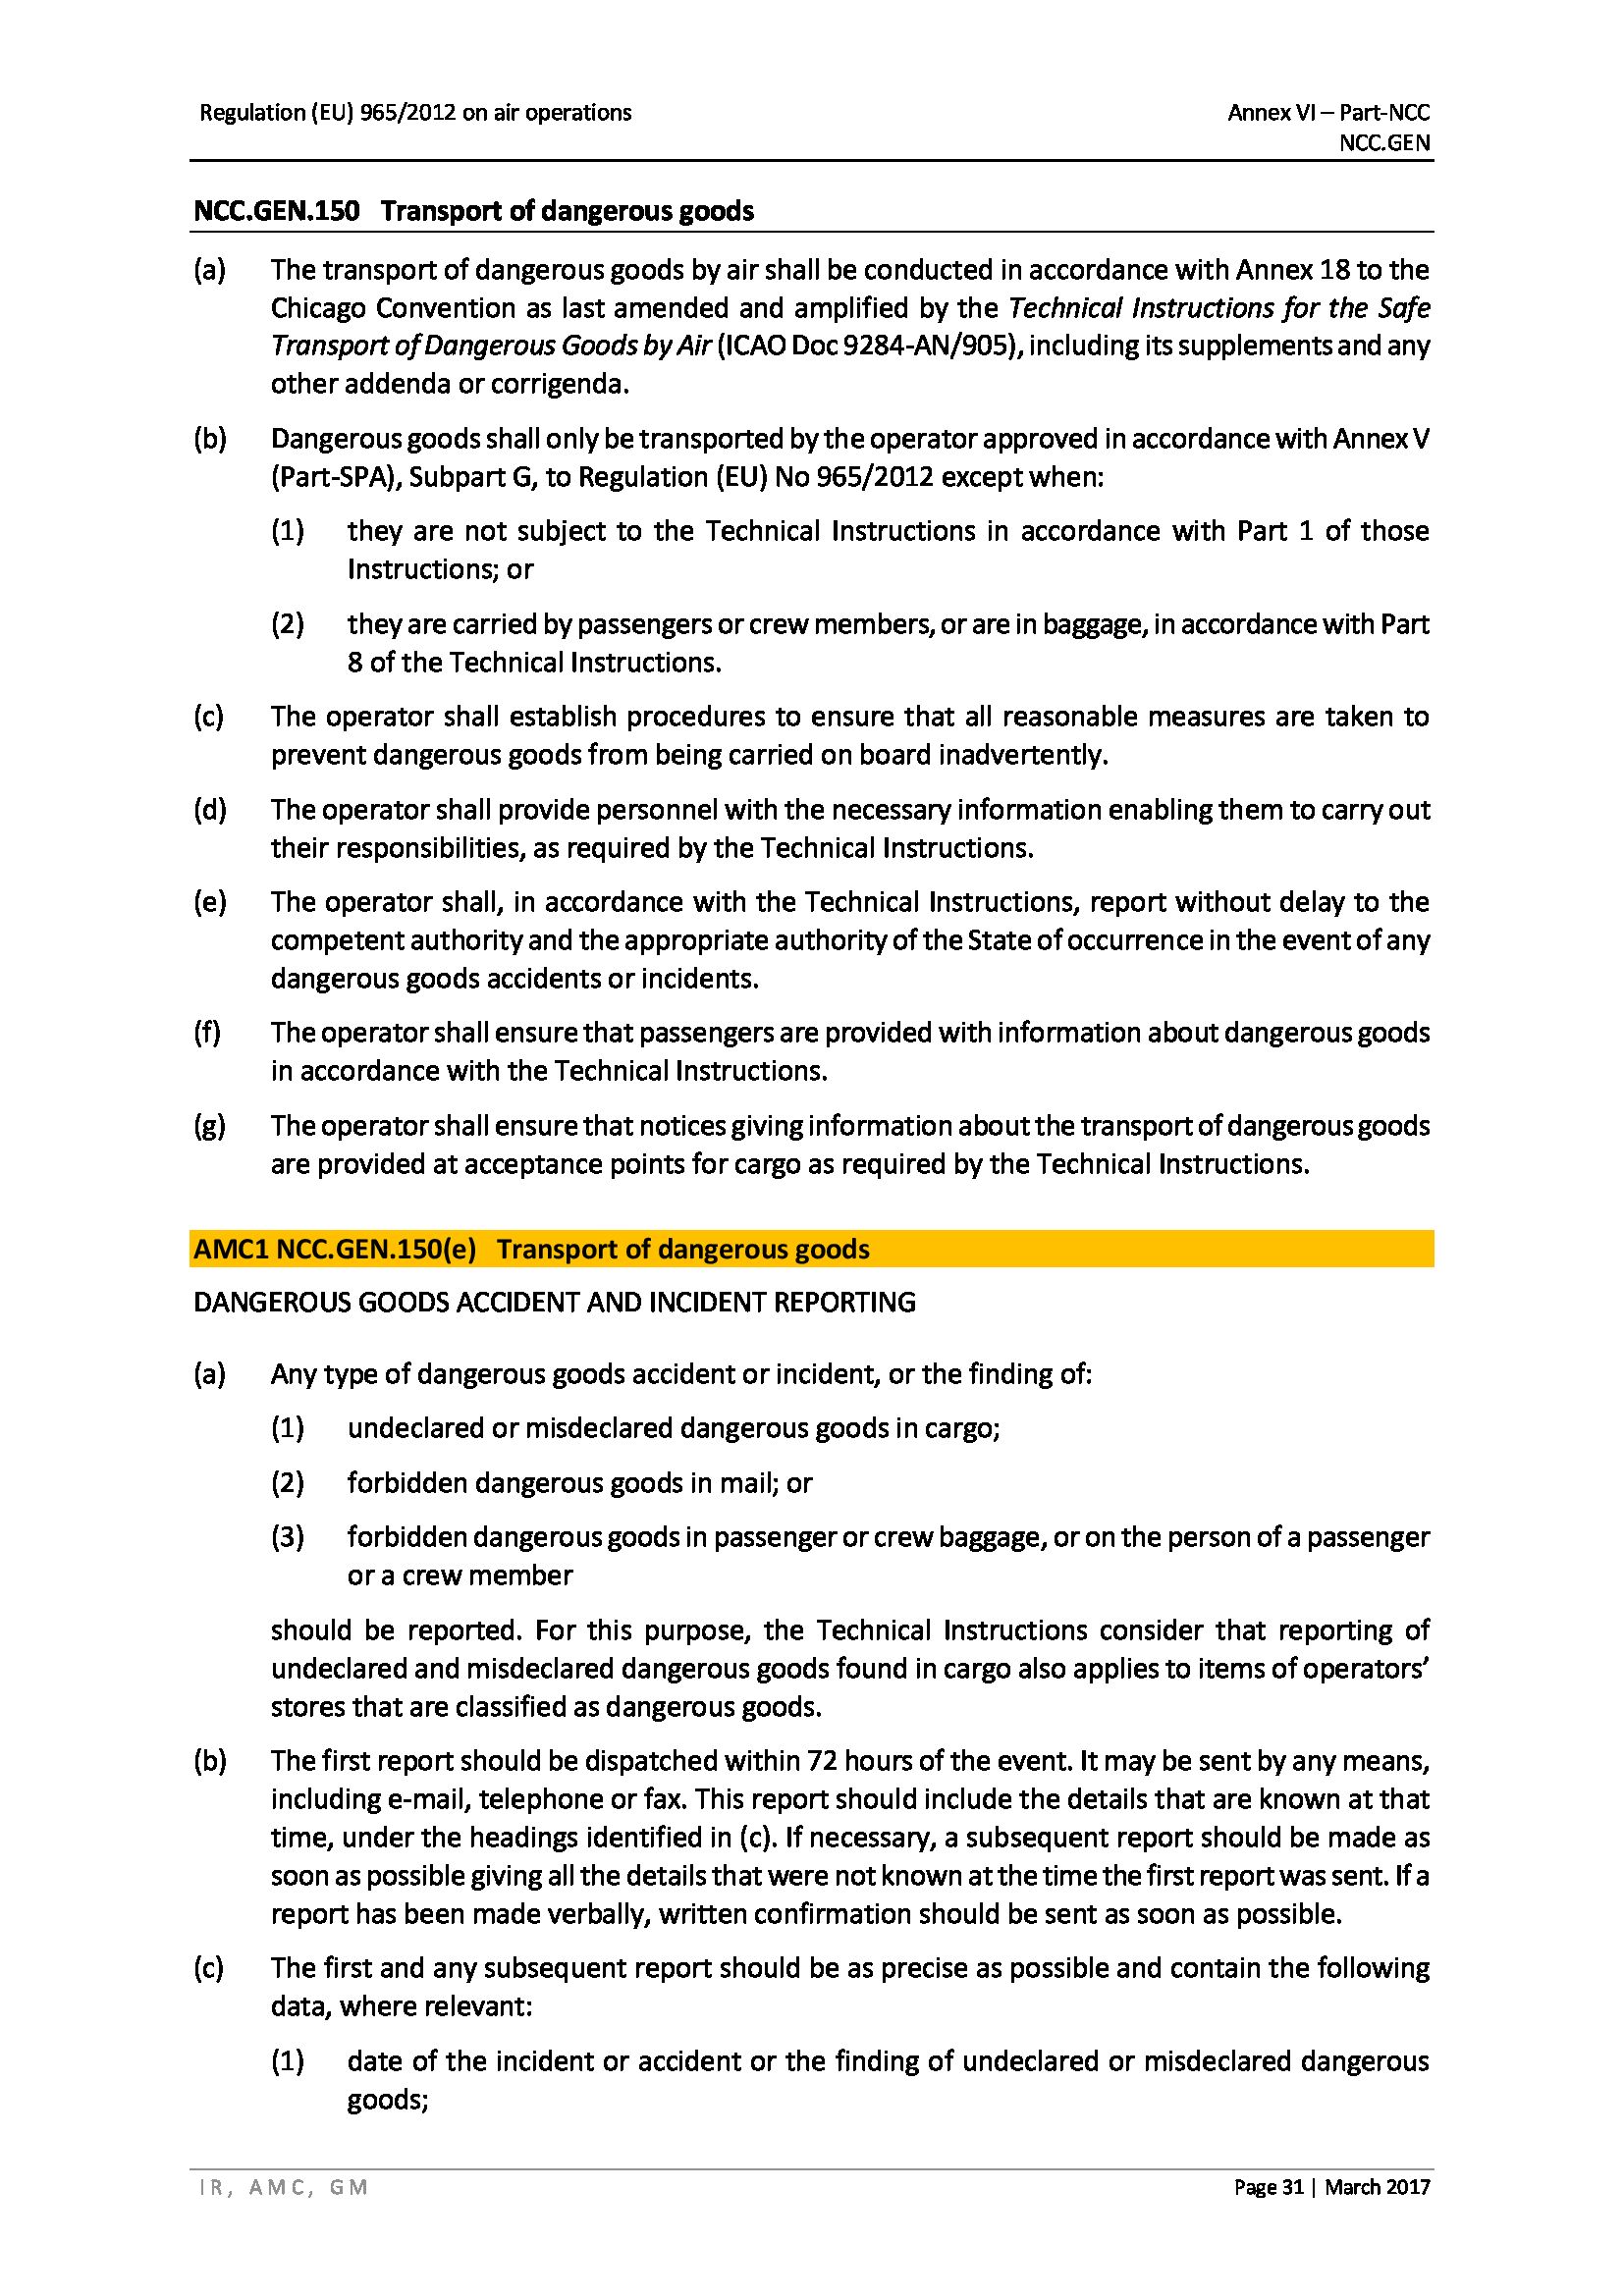 Regulation (EU) 965/2012 on air operations
Annex VI – Part-NCC
NCC.GEN
NCC.GEN.150 Transport of dangerous goods
(a) The transport of dangerous goods by air shall be conducted in accordance with Annex 18 to the
Chicago Convention as last amended and amplified by the Technical Instructions for the Safe
Transport of Dangerous Goods by Air (ICAO Doc 9284-AN/905), including its supplements and any
other addenda or corrigenda.
(b) Dangerous goods shall only be transported by the operator approved in accordance with Annex V
(Part-SPA), Subpart G, to Regulation (EU) No 965/2012 except when:
(1) they are not subject to the Technical Instructions in accordance with Part 1 of those
Instructions; or
(2) they are carried by passengers or crew members, or are in baggage, in accordance with Part
8 of the Technical Instructions.
(c) The operator shall establish procedures to ensure that all reasonable measures are taken to
prevent dangerous goods from being carried on board inadvertently.
(d) The operator shall provide personnel with the necessary information enabling them to carry out
their responsibilities, as required by the Technical Instructions.
(e) The operator shall, in accordance with the Technical Instructions, report without delay to the
competent authority and the appropriate authority of the State of occurrence in the event of any
dangerous goods accidents or incidents.
(f) The operator shall ensure that passengers are provided with information about dangerous goods
in accordance with the Technical Instructions.
(g) The operator shall ensure that notices giving information about the transport of dangerous goods
are provided at acceptance points for cargo as required by the Technical Instructions.
AMC1 NCC.GEN.150(e) Transport of dangerous goods
DANGEROUS GOODS ACCIDENT AND INCIDENT REPORTING
(a) Any type of dangerous goods accident or incident, or the finding of:
(1) undeclared or misdeclared dangerous goods in cargo;
(2) forbidden dangerous goods in mail; or
(3) forbidden dangerous goods in passenger or crew baggage, or on the person of a passenger
or a crew member
should be reported. For this purpose, the Technical Instructions consider that reporting of
undeclared and misdeclared dangerous goods found in cargo also applies to items of operators’
stores that are classified as dangerous goods.
(b) The first report should be dispatched within 72 hours of the event. It may be sent by any means,
including e-mail, telephone or fax. This report should include the details that are known at that
time, under the headings identified in (c). If necessary, a subsequent report should be made as
soon as possible giving all the details that were not known at the time the first report was sent. If a
report has been made verbally, written confirmation should be sent as soon as possible.
(c) The first and any subsequent report should be as precise as possible and contain the following
data, where relevant:
(1) date of the incident or accident or the finding of undeclared or misdeclared dangerous
goods;
IR, AMC, GM
Page 31 | March 2017